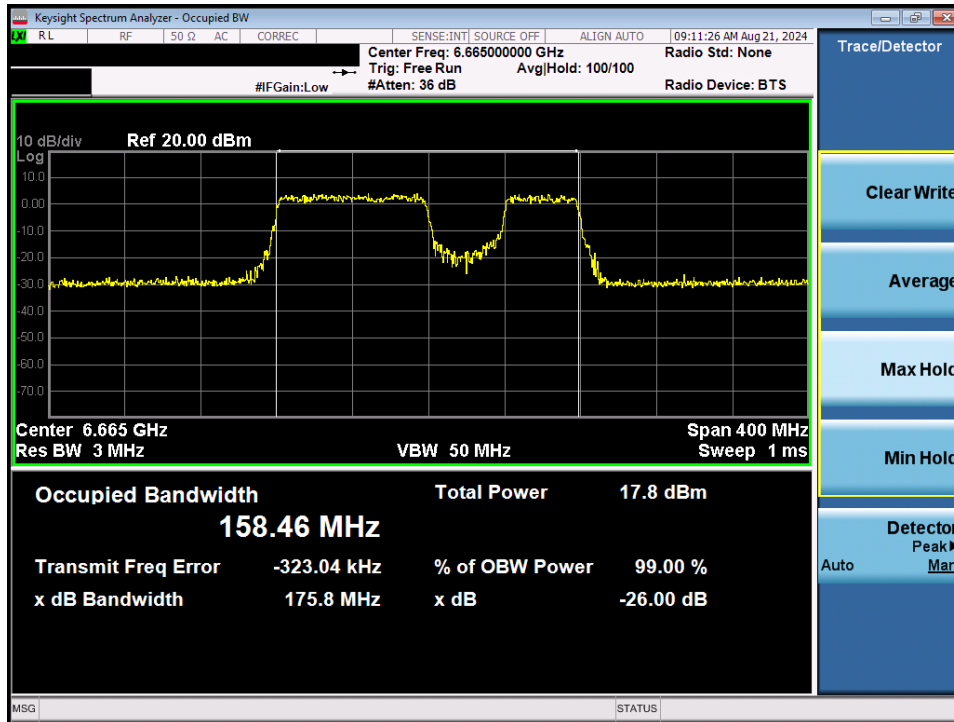 Keysight Spectrum Analyzer - Occupied BW
LXI RL RF 50 Ω AC CORREC SENSE:INT SOURCE OFF ALIGN AUTO 09:11:26 AM Aug 21, 2024
Center Freq: 6.665000000 GHz Radio Std: None
Trig: Free Run Avg|Hold: 100/100
#IFGain:Low #Atten: 36 dB Radio Device: BTS
Trace/Detector
10 dB/div Ref 20.00 dBm
Log
10.0
0.00
-10.0
-20.0
-30.0
-40.0
-50.0
-60.0
-70.0
Center 6.665 GHz Span 400 MHz
Res BW 3 MHz VBW 50 MHz Sweep 1 ms
Occupied Bandwidth Total Power 17.8 dBm
158.46 MHz
Transmit Freq Error -323.04 kHz % of OBW Power 99.00 %
x dB Bandwidth 175.8 MHz x dB -26.00 dB
Clear Write
Average
Max Hold
Min Hold
Detector
Peak
Auto Man
MSG STATUS